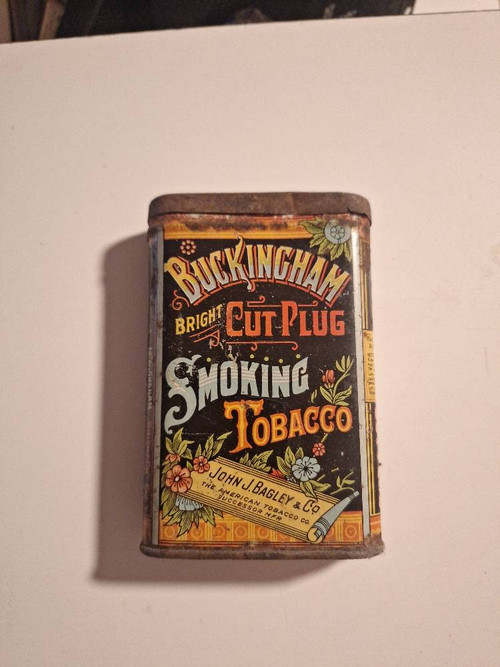 BUCKINGHAM
BRIGHT CUT PLUG
SMOKING
TOBACCO
JOHN J. BAGLEY & CO.
THE AMERICAN TOBACCO CO.
SUCCESSOR MFR